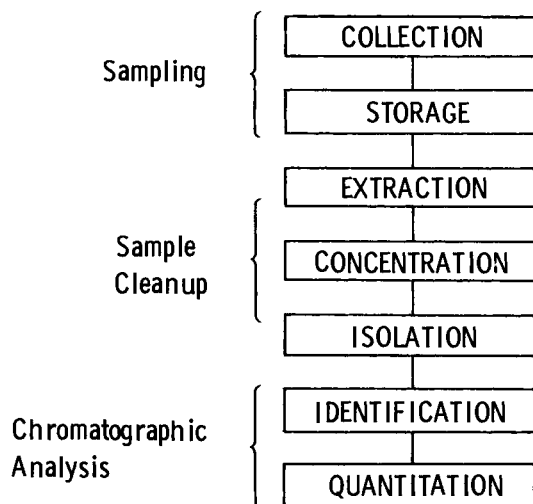 COLLECTION
Sampling
STORAGE
EXTRACTION
Sample
Cleanup
CONCENTRATION
ISOLATION
IDENTIFICATION
Chromatographic
Analysis
QUANTITATION